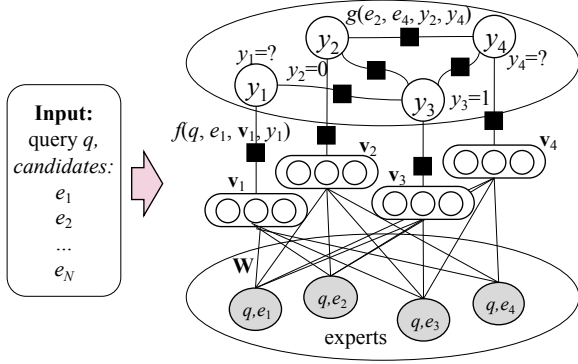 Input:
query q,
candidates:
e1
e2
...
eN
g(e2, e4, y2, y4)
y2
y4
y1=?
y2=0
y4=?
y1
y3
y3=1
f(q, e1, v1, y1)
v2
v4
v1
v3
W
q,e1
q,e2
q,e3
q,e4
experts